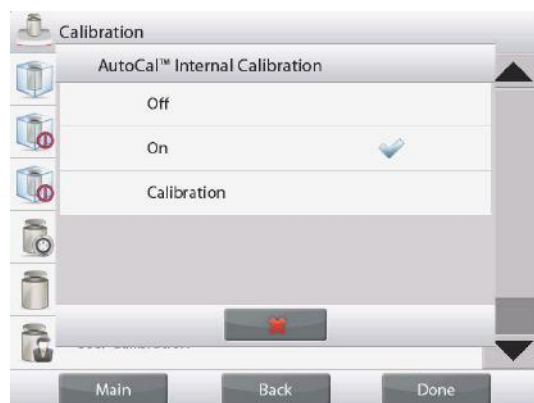 Calibration
AutoCal™ Internal Calibration
Off
On
Calibration
Main
Back
Done